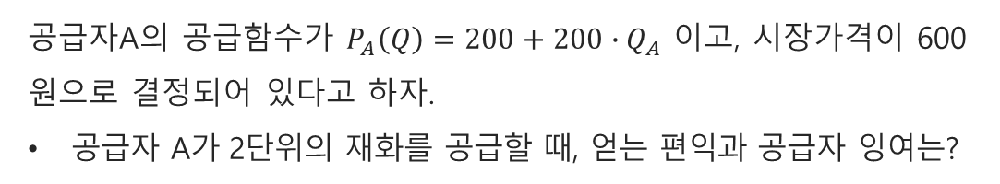 공급자A의 공급함수가 P_A(Q) = 200 + 200 · Q_A 이고, 시장가격이 600
원으로 결정되어 있다고 하자.
• 공급자 A가 2단위의 재화를 공급할 때, 얻는 편익과 공급자 잉여는?